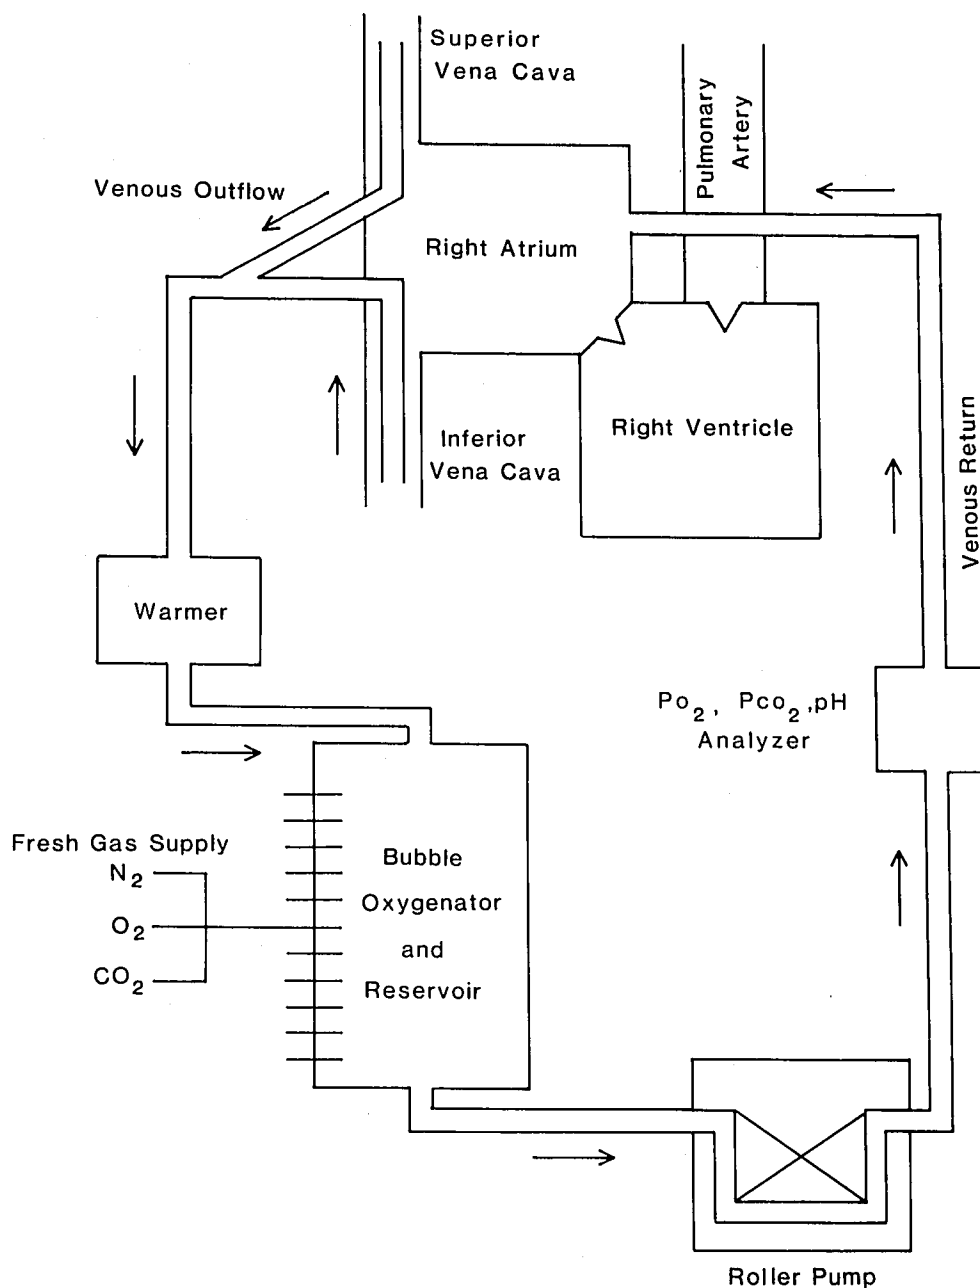 Superior
Vena Cava
Pulmonary
Artery
Venous Outflow
Right Atrium
Inferior
Vena Cava
Right Ventricle
Venous Return
Warmer
Po₂, Pco₂,pH
Analyzer
Fresh Gas Supply
N₂
O₂
CO₂
Bubble
Oxygenator
and
Reservoir
Roller Pump